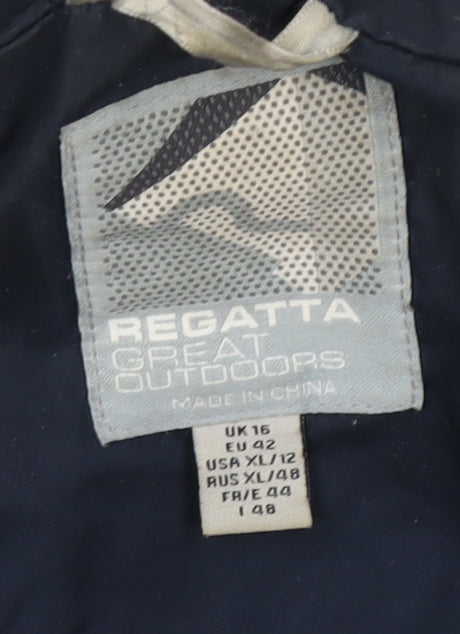 REGATTA
GREAT
OUTDOORS
MADE IN CHINA
UK 16
EU 42
USA XL/12
RUS XL/48
FR/E 44
I 48